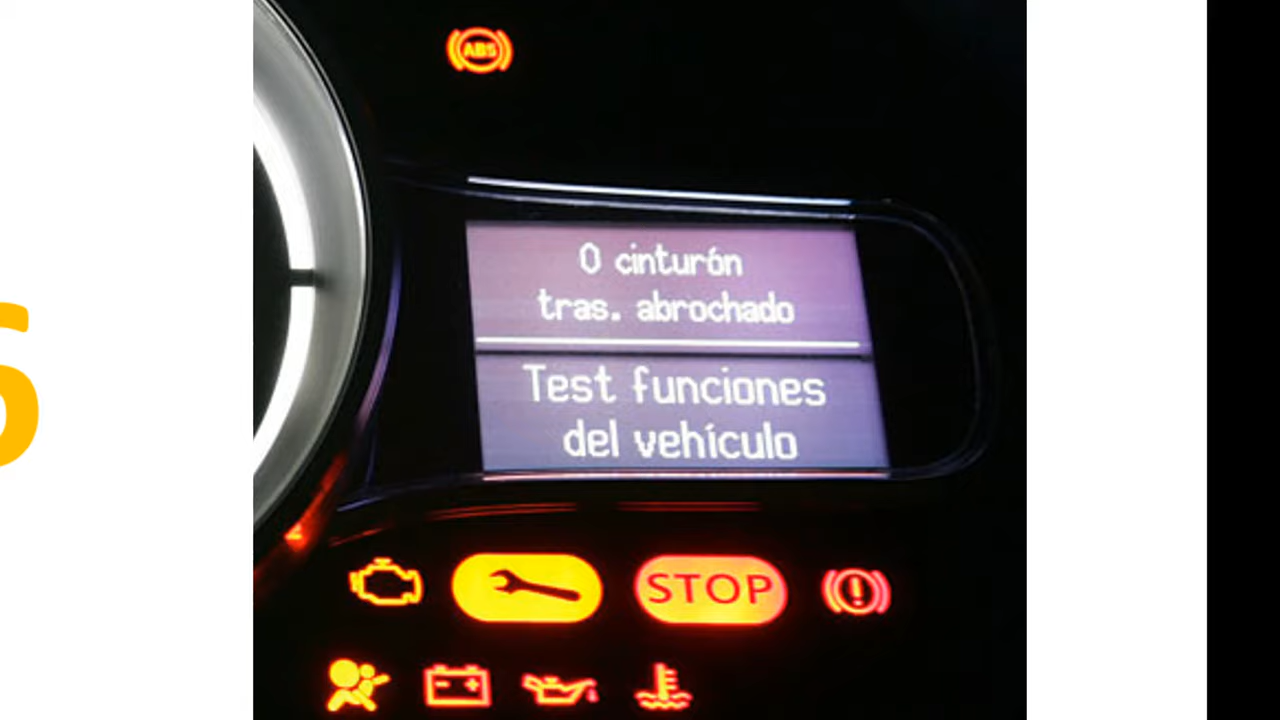 ABS
0 cinturón
tras. abrochado
Test funciones
del vehículo
STOP